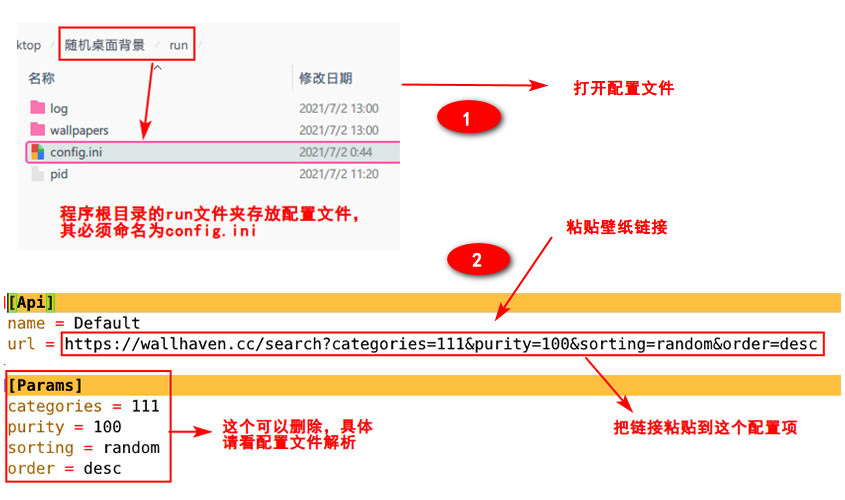 ktop 随机桌面背景 run
名称 修改日期
log 2021/7/2 13:00
wallpapers 2021/7/2 13:00
config.ini 2021/7/2 0:44
pid 2021/7/2 11:20
程序根目录的run文件夹存放配置文件，
其必须命名为config.ini
1
打开配置文件
粘贴壁纸链接
2
[Api]
name = Default
url = https://wallhaven.cc/search?categories=111&purity=100&sorting=random&order=desc
[Params]
categories = 111
purity = 100
sorting = random
order = desc
这个可以删除，具体
请看配置文件解析
把链接粘贴到这个配置项